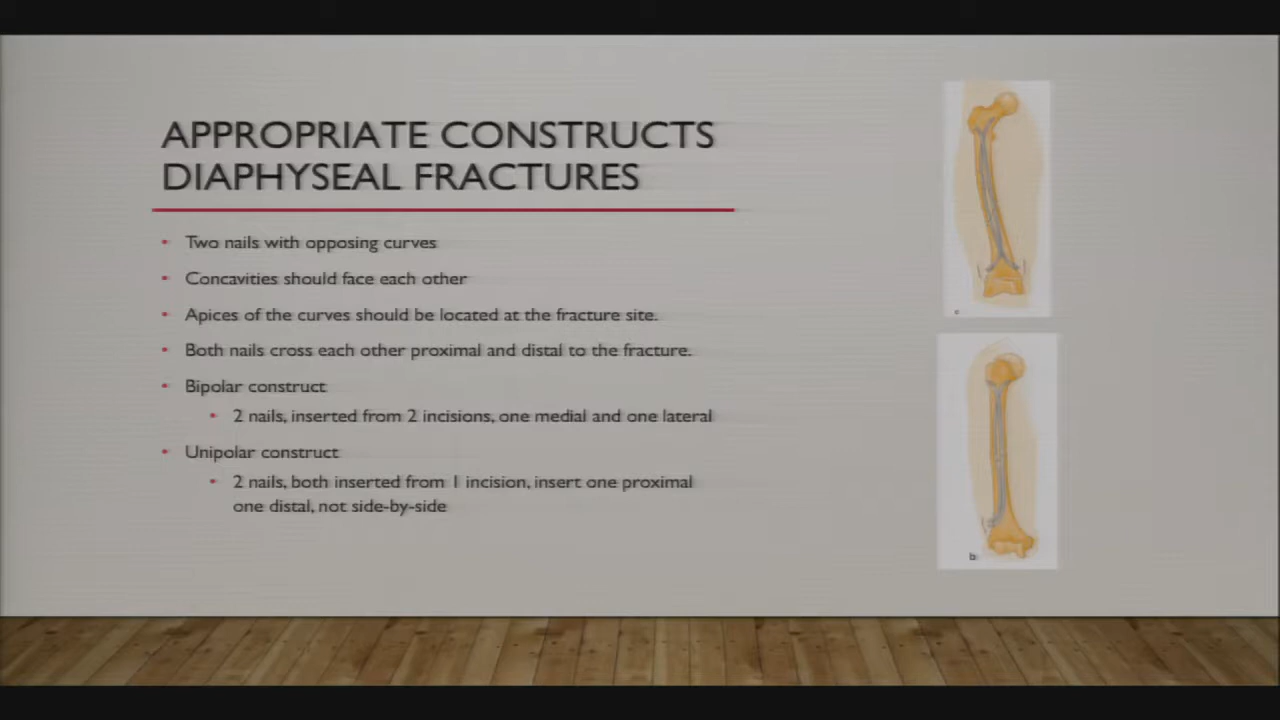 APPROPRIATE CONSTRUCTS
DIAPHYSEAL FRACTURES
• Two nails with opposing curves
• Concavities should face each other
• Apices of the curves should be located at the fracture site.
• Both nails cross each other proximal and distal to the fracture.
• Bipolar construct
• 2 nails, inserted from 2 incisions, one medial and one lateral
• Unipolar construct
• 2 nails, both inserted from 1 incision, insert one proximal
one distal, not side-by-side
c
b